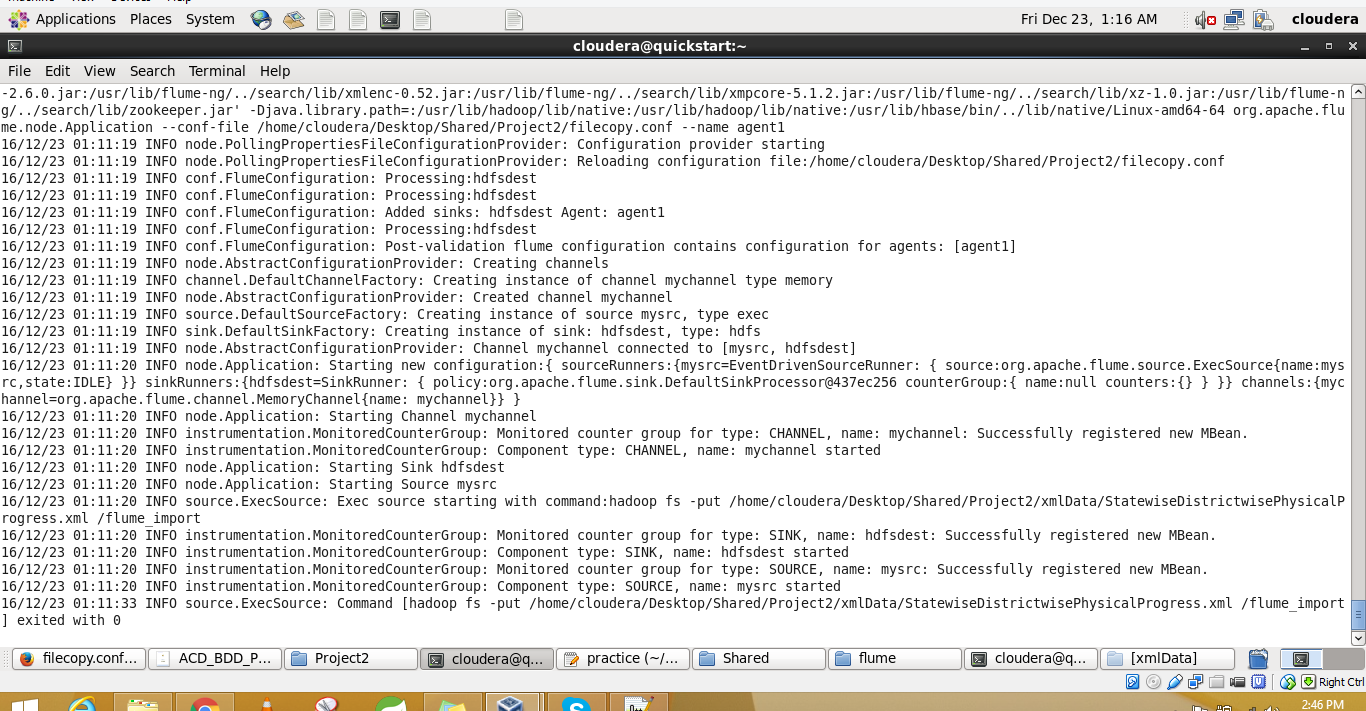 Applications Places System
Fri Dec 23, 1:16 AM
cloudera
cloudera@quickstart:~
File Edit View Search Terminal Help
-2.6.0.jar:/usr/lib/flume-ng/../search/lib/xmlenc-0.52.jar:/usr/lib/flume-ng/../search/lib/xmpcore-5.1.2.jar:/usr/lib/flume-ng/../search/lib/xz-1.0.jar:/usr/lib/flume-n
g/../search/lib/zookeeper.jar' -Djava.library.path=:/usr/lib/hadoop/lib/native:/usr/lib/hadoop/lib/native:/usr/lib/hbase/bin/../lib/native/Linux-amd64-64 org.apache.flu
me.node.Application --conf-file /home/cloudera/Desktop/Shared/Project2/filecopy.conf --name agent1
16/12/23 01:11:19 INFO node.PollingPropertiesFileConfigurationProvider: Configuration provider starting
16/12/23 01:11:19 INFO node.PollingPropertiesFileConfigurationProvider: Reloading configuration file:/home/cloudera/Desktop/Shared/Project2/filecopy.conf
16/12/23 01:11:19 INFO conf.FlumeConfiguration: Processing:hdfsdest
16/12/23 01:11:19 INFO conf.FlumeConfiguration: Processing:hdfsdest
16/12/23 01:11:19 INFO conf.FlumeConfiguration: Added sinks: hdfsdest Agent: agent1
16/12/23 01:11:19 INFO conf.FlumeConfiguration: Processing:hdfsdest
16/12/23 01:11:19 INFO conf.FlumeConfiguration: Post-validation flume configuration contains configuration for agents: [agent1]
16/12/23 01:11:19 INFO node.AbstractConfigurationProvider: Creating channels
16/12/23 01:11:19 INFO channel.DefaultChannelFactory: Creating instance of channel mychannel type memory
16/12/23 01:11:19 INFO node.AbstractConfigurationProvider: Created channel mychannel
16/12/23 01:11:19 INFO source.DefaultSourceFactory: Creating instance of source mysrc, type exec
16/12/23 01:11:19 INFO sink.DefaultSinkFactory: Creating instance of sink: hdfsdest, type: hdfs
16/12/23 01:11:19 INFO node.AbstractConfigurationProvider: Channel mychannel connected to [mysrc, hdfsdest]
16/12/23 01:11:20 INFO node.Application: Starting new configuration:{ sourceRunners:{mysrc=EventDrivenSourceRunner: { source:org.apache.flume.source.ExecSource{name:mys
rc,state:IDLE} }} sinkRunners:{hdfsdest=SinkRunner: { policy:org.apache.flume.sink.DefaultSinkProcessor@437ec256 counterGroup:{ name:null counters:{} } }} channels:{myc
hannel=org.apache.flume.channel.MemoryChannel{name: mychannel}} }
16/12/23 01:11:20 INFO node.Application: Starting Channel mychannel
16/12/23 01:11:20 INFO instrumentation.MonitoredCounterGroup: Monitored counter group for type: CHANNEL, name: mychannel: Successfully registered new MBean.
16/12/23 01:11:20 INFO instrumentation.MonitoredCounterGroup: Component type: CHANNEL, name: mychannel started
16/12/23 01:11:20 INFO node.Application: Starting Sink hdfsdest
16/12/23 01:11:20 INFO node.Application: Starting Source mysrc
16/12/23 01:11:20 INFO source.ExecSource: Exec source starting with command:hadoop fs -put /home/cloudera/Desktop/Shared/Project2/xmlData/StatewiseDistrictwisePhysicalP
rogress.xml /flume_import
16/12/23 01:11:20 INFO instrumentation.MonitoredCounterGroup: Monitored counter group for type: SINK, name: hdfsdest: Successfully registered new MBean.
16/12/23 01:11:20 INFO instrumentation.MonitoredCounterGroup: Component type: SINK, name: hdfsdest started
16/12/23 01:11:20 INFO instrumentation.MonitoredCounterGroup: Monitored counter group for type: SOURCE, name: mysrc: Successfully registered new MBean.
16/12/23 01:11:20 INFO instrumentation.MonitoredCounterGroup: Component type: SOURCE, name: mysrc started
16/12/23 01:11:33 INFO source.ExecSource: Command [hadoop fs -put /home/cloudera/Desktop/Shared/Project2/xmlData/StatewiseDistrictwisePhysicalProgress.xml /flume_import
] exited with 0
filecopy.conf... ACD_BDD_P... Project2 cloudera@q... practice (~/... Shared flume cloudera@q... [xmlData]
Right Ctrl
2:46 PM